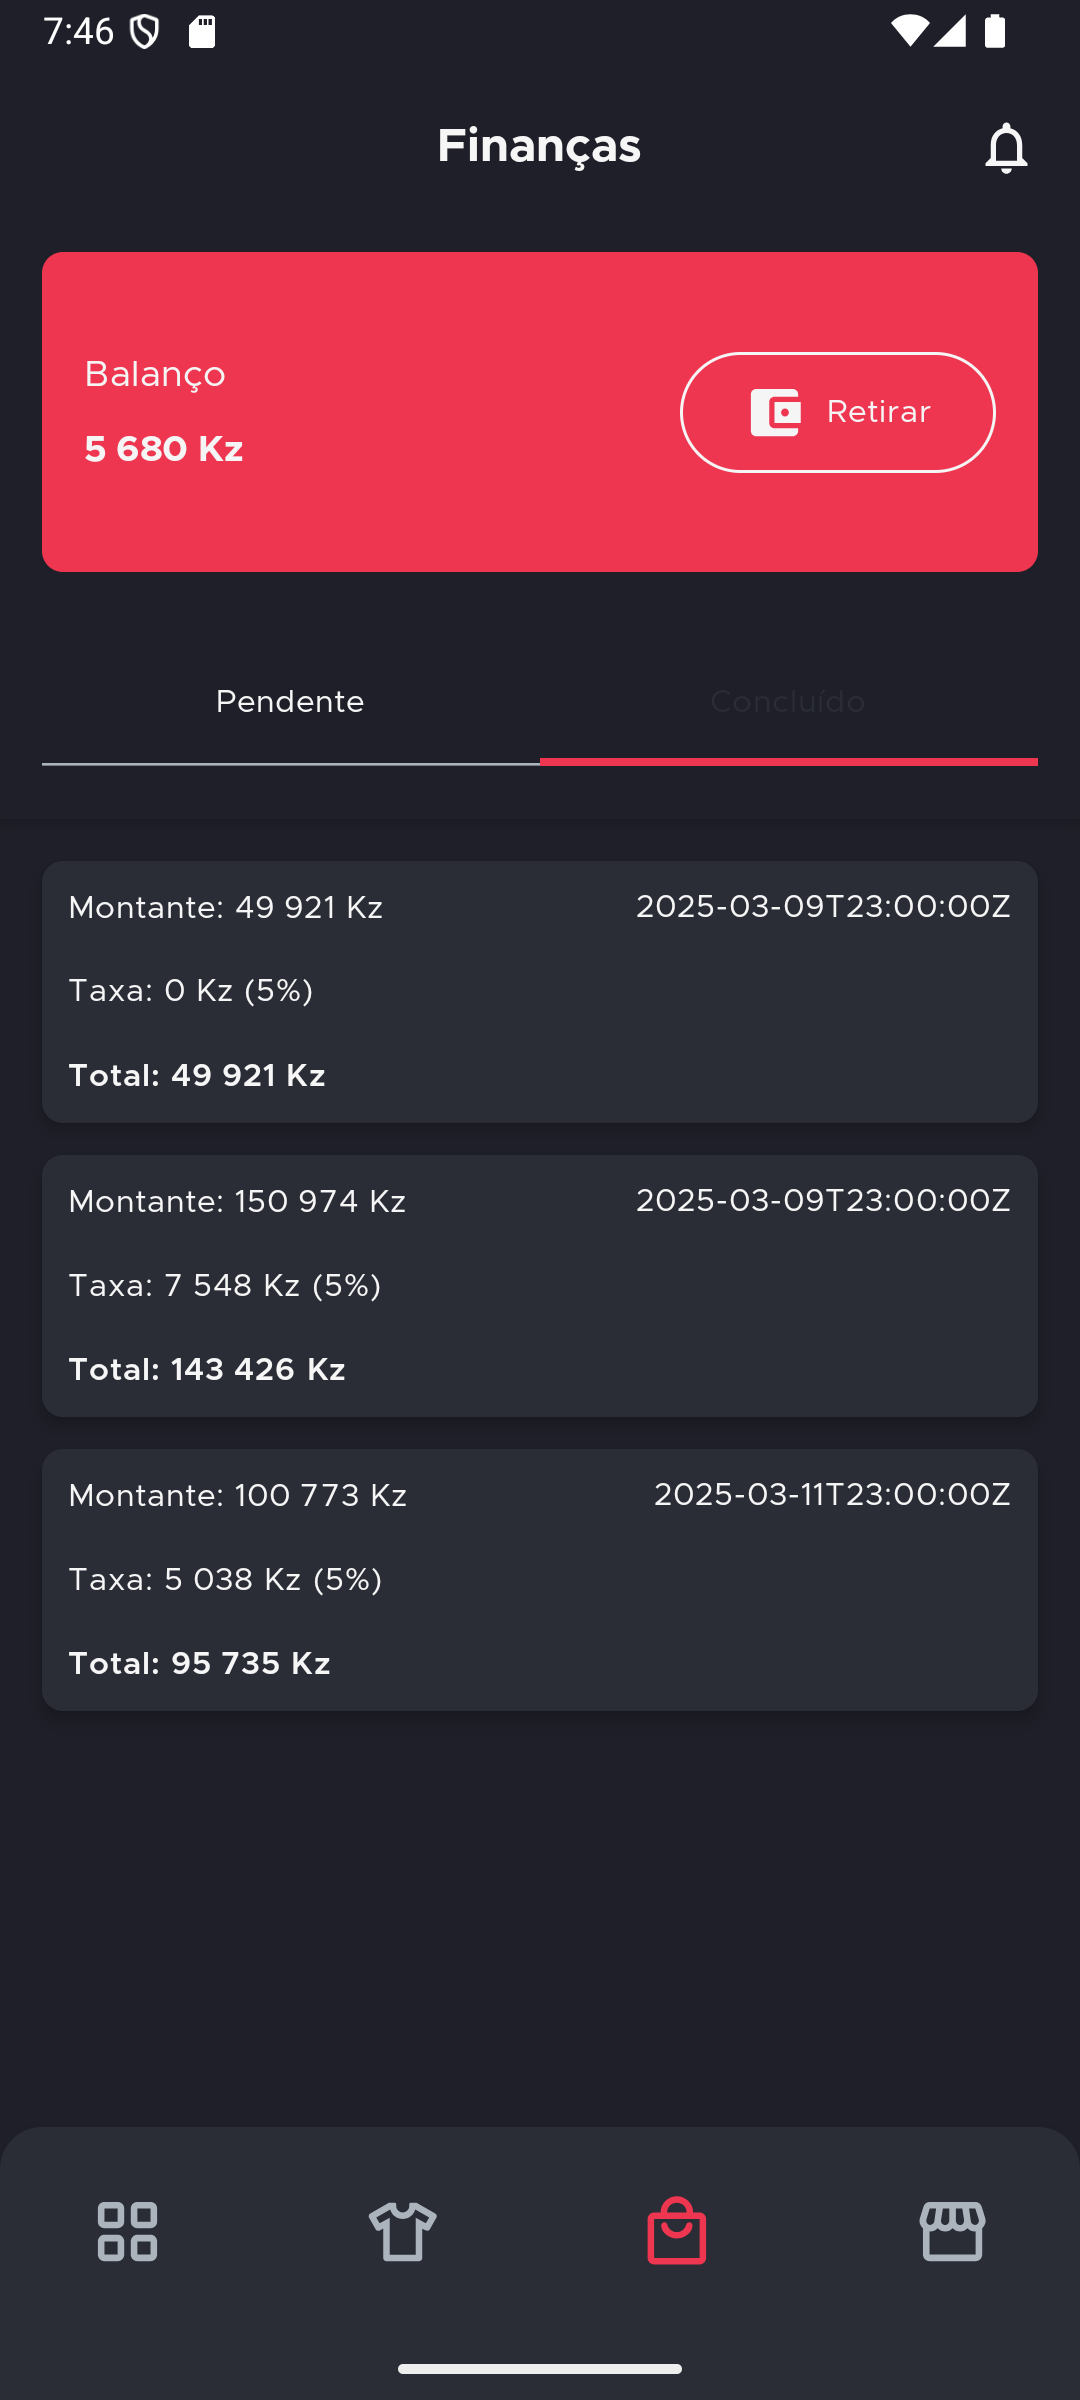 7:46
Finanças
Balanço
5 680 Kz
Retirar
Pendente
Concluído
Montante: 49 921 Kz
2025-03-09T23:00:00Z
Taxa: 0 Kz (5%)
Total: 49 921 Kz
Montante: 150 974 Kz
2025-03-09T23:00:00Z
Taxa: 7 548 Kz (5%)
Total: 143 426 Kz
Montante: 100 773 Kz
2025-03-11T23:00:00Z
Taxa: 5 038 Kz (5%)
Total: 95 735 Kz